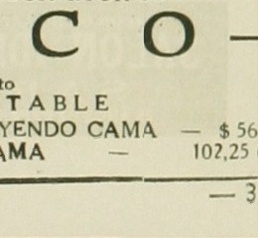 C O —
to
TABLE
YENDO CAMA — $ 56
AMA — 102,25
— 3